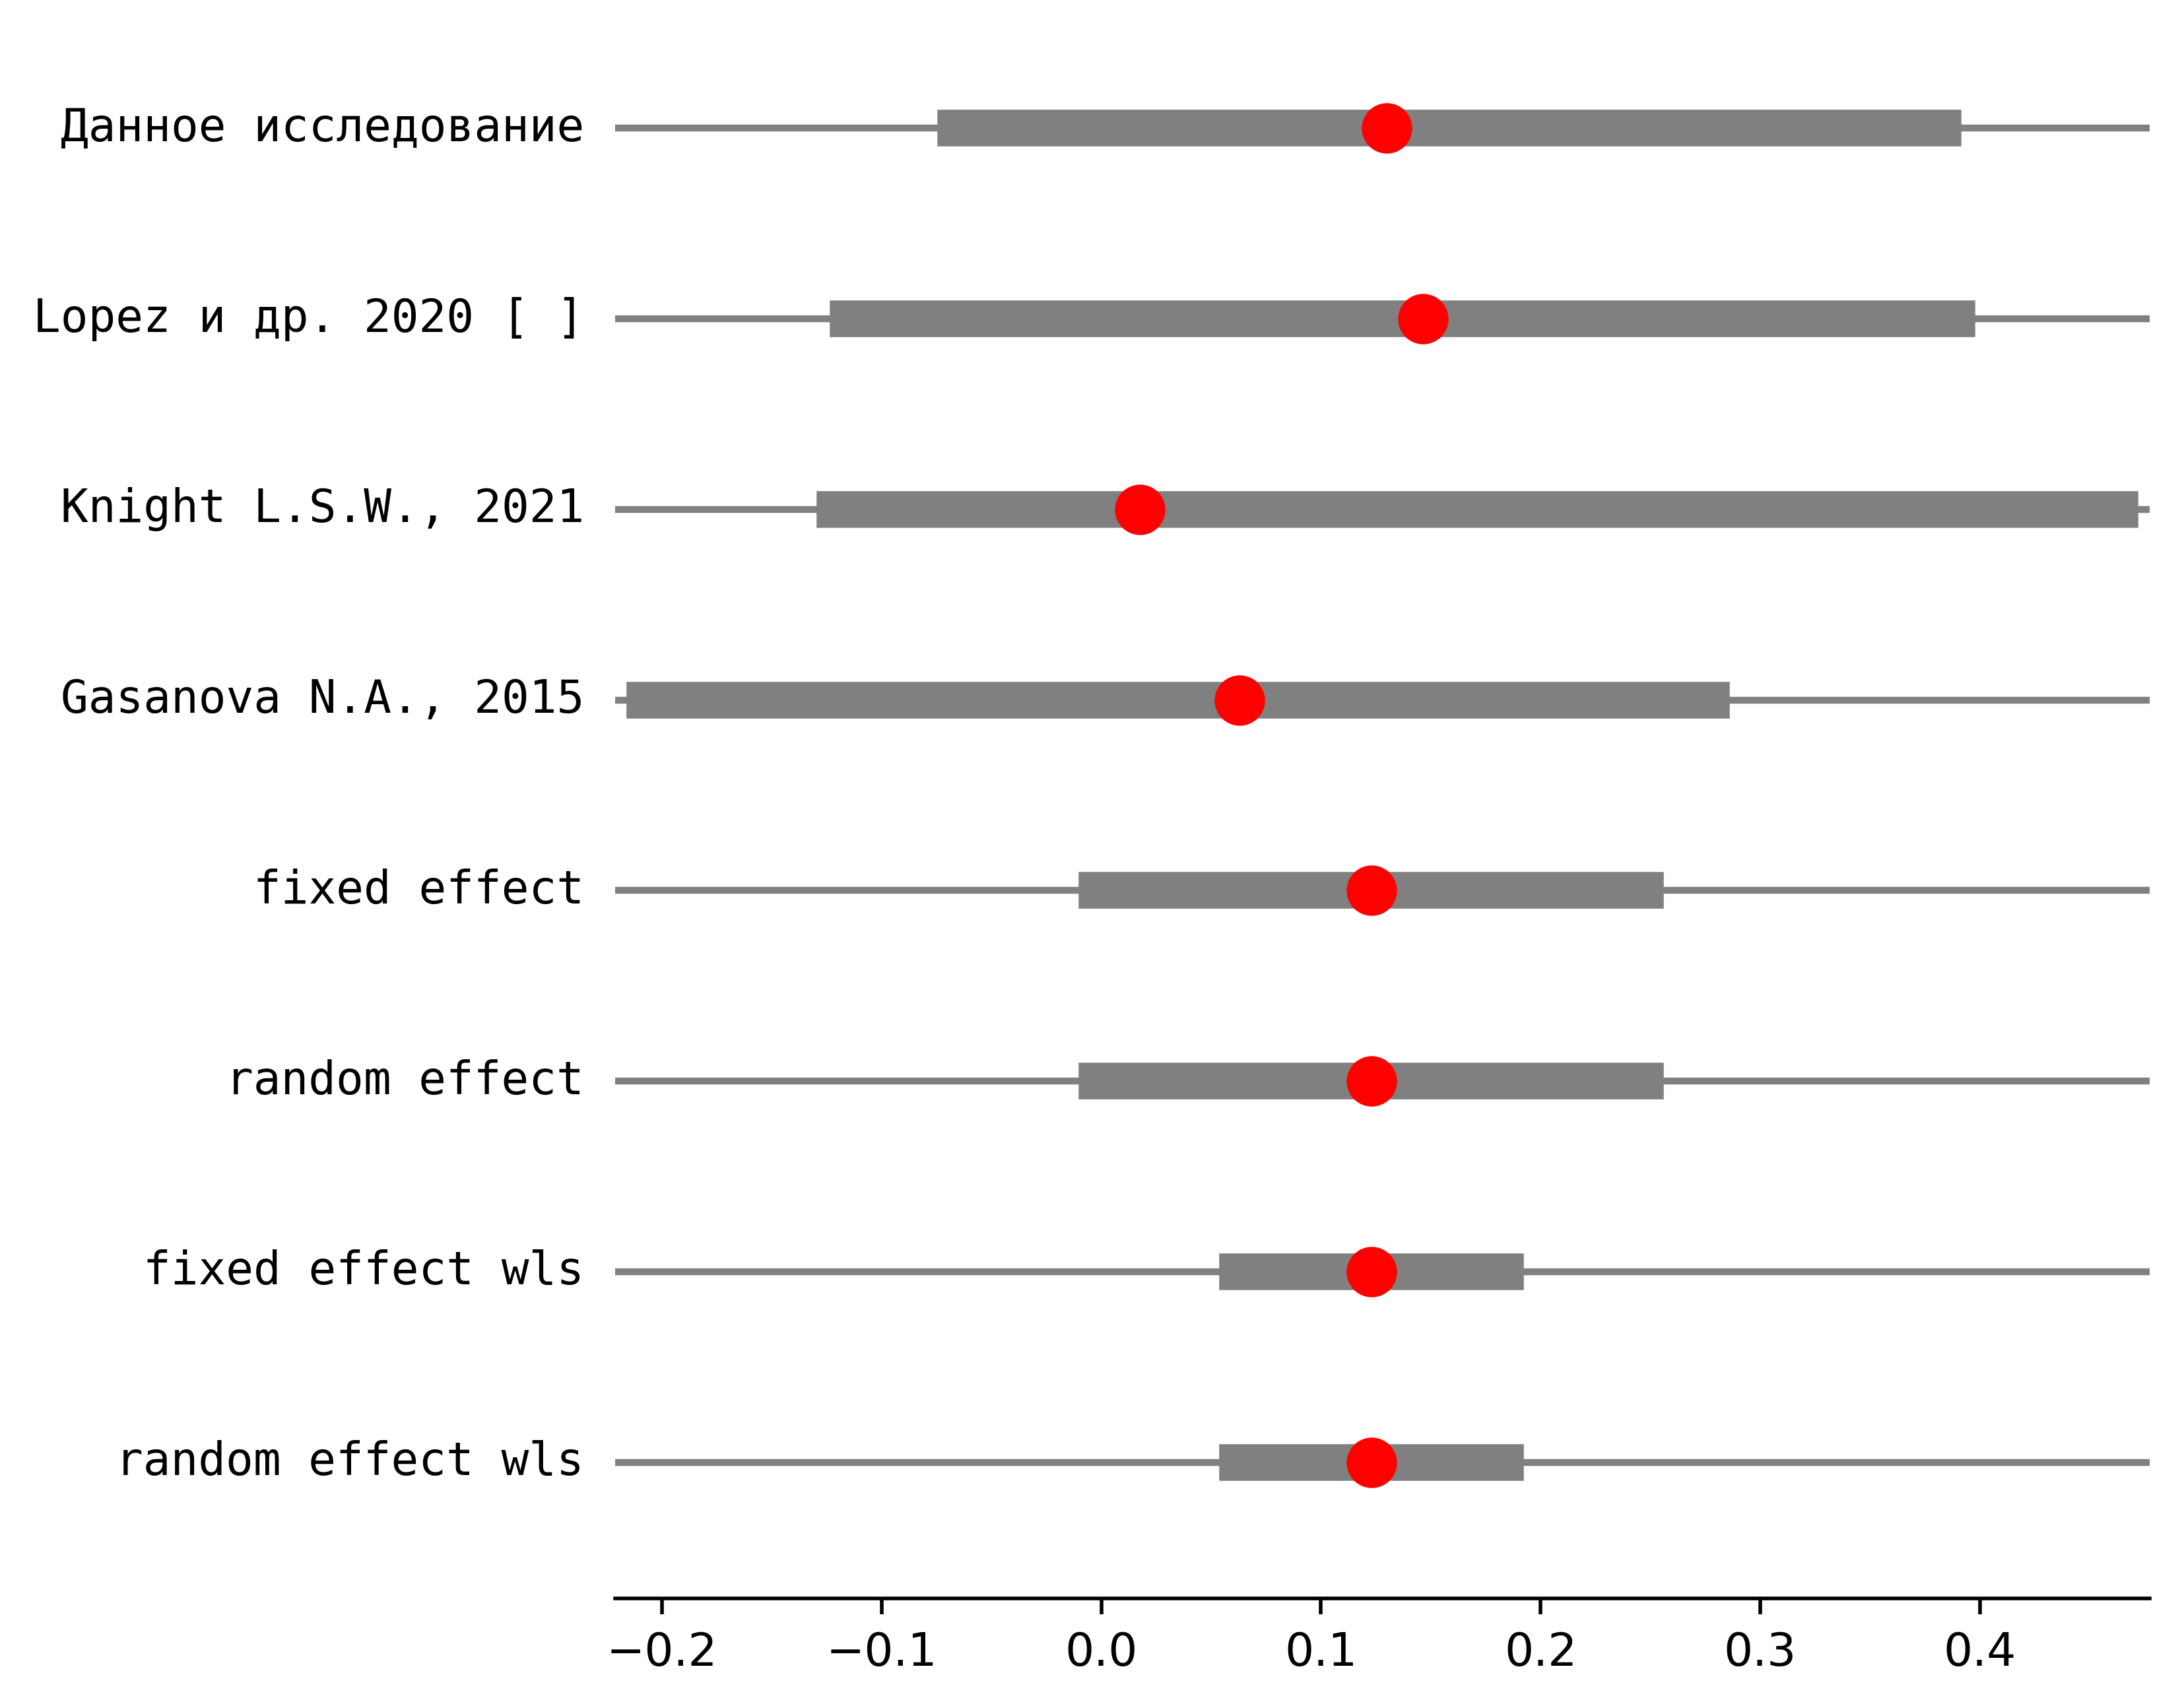 Данное исследование
Lopez и др. 2020 [ ]
Knight L.S.W., 2021
Gasanova N.A., 2015
fixed effect
random effect
fixed effect wls
random effect wls
−0.2 −0.1 0.0 0.1 0.2 0.3 0.4